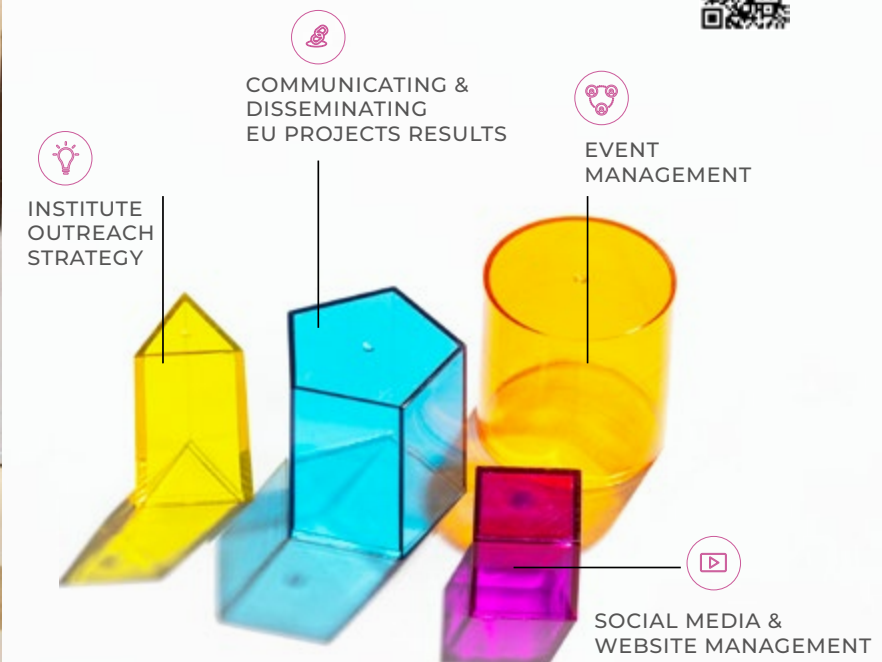 COMMUNICATING &
DISSEMINATING
EU PROJECTS RESULTS
EVENT
MANAGEMENT
INSTITUTE
OUTREACH
STRATEGY
SOCIAL MEDIA &
WEBSITE MANAGEMENT